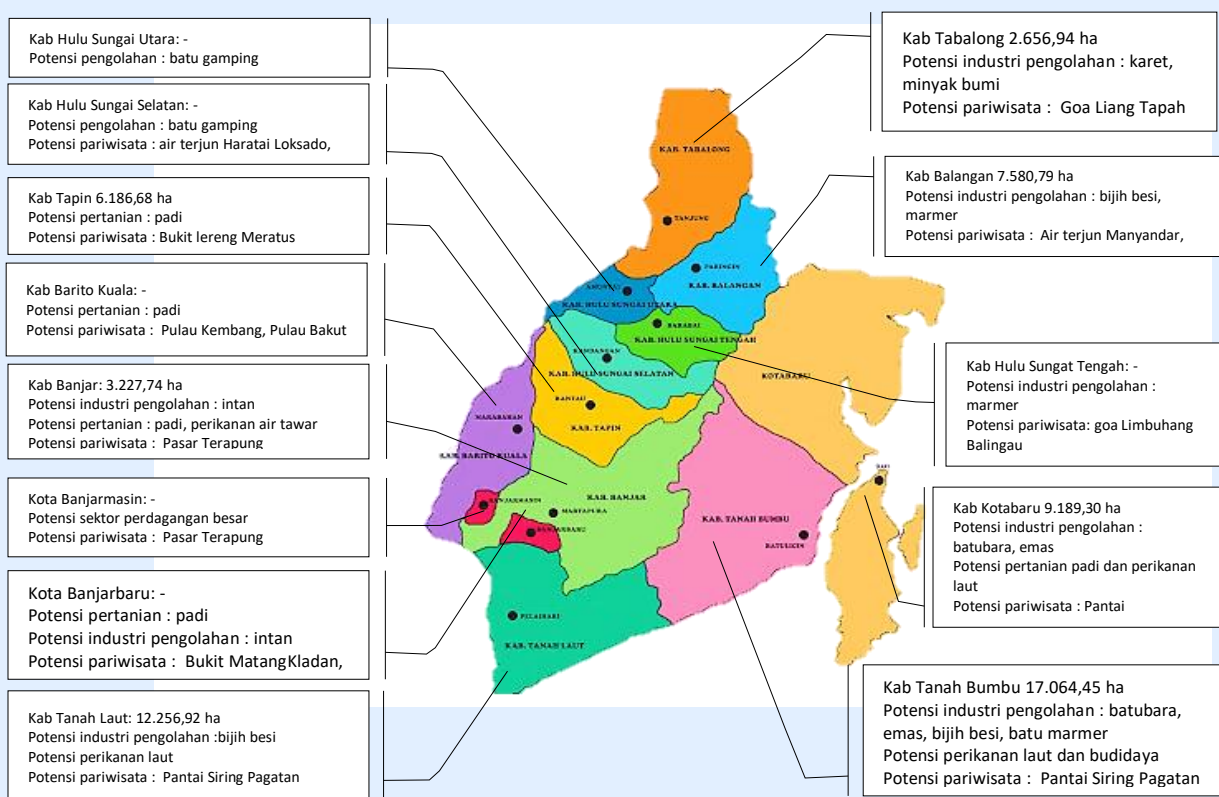 Kab Hulu Sungai Utara: -
Potensi pengolahan : batu gamping
Kab Hulu Sungai Selatan: -
Potensi pengolahan : batu gamping
Potensi pariwisata : air terjun Haratai Loksado,
Kab Tapin 6.186,68 ha
Potensi pertanian : padi
Potensi pariwisata : Bukit lereng Meratus
Kab Barito Kuala: -
Potensi pertanian : padi
Potensi pariwisata : Pulau Kembang, Pulau Bakut
Kab Banjar: 3.227,74 ha
Potensi industri pengolahan : intan
Potensi pertanian : padi, perikanan air tawar
Potensi pariwisata : Pasar Terapung
Kota Banjarmasin: -
Potensi sektor perdagangan besar
Potensi pariwisata : Pasar Terapung
Kota Banjarbaru: -
Potensi pertanian : padi
Potensi industri pengolahan : intan
Potensi pariwisata : Bukit MatangKladan,
Kab Tanah Laut: 12.256,92 ha
Potensi industri pengolahan :bijih besi
Potensi perikanan laut
Potensi pariwisata : Pantai Siring Pagatan
KAB. TABALONG
TANJUNG
PARINGIN
KAB. BALANGAN
AMUNTAI
KAB. HULU SUNGAI UTARA
BARABAI
KAB. HULU SUNGAI TENGAH
KANDANGAN
KAB. HULU SUNGAI SELATAN
KOTABARU
RANTAU
KAB. TAPIN
MARABAHAN
KAB. BARITO KUALA
BANJARMASIN
KAB. BANJAR
MARTAPURA
BANJARBARU
KAB. TANAH BUMBU
BATULICIN
PELAIHARI
KAB. TANAH LAUT
Kab Tabalong 2.656,94 ha
Potensi industri pengolahan : karet,
minyak bumi
Potensi pariwisata : Goa Liang Tapah
Kab Balangan 7.580,79 ha
Potensi industri pengolahan : bijih besi,
marmer
Potensi pariwisata : Air terjun Manyandar,
Kab Hulu Sungat Tengah: -
Potensi industri pengolahan :
marmer
Potensi pariwisata: goa Limbuhang
Balingau
Kab Kotabaru 9.189,30 ha
Potensi industri pengolahan :
batubara, emas
Potensi pertanian padi dan perikanan
laut
Potensi pariwisata : Pantai
Kab Tanah Bumbu 17.064,45 ha
Potensi industri pengolahan : batubara,
emas, bijih besi, batu marmer
Potensi perikanan laut dan budidaya
Potensi pariwisata : Pantai Siring Pagatan